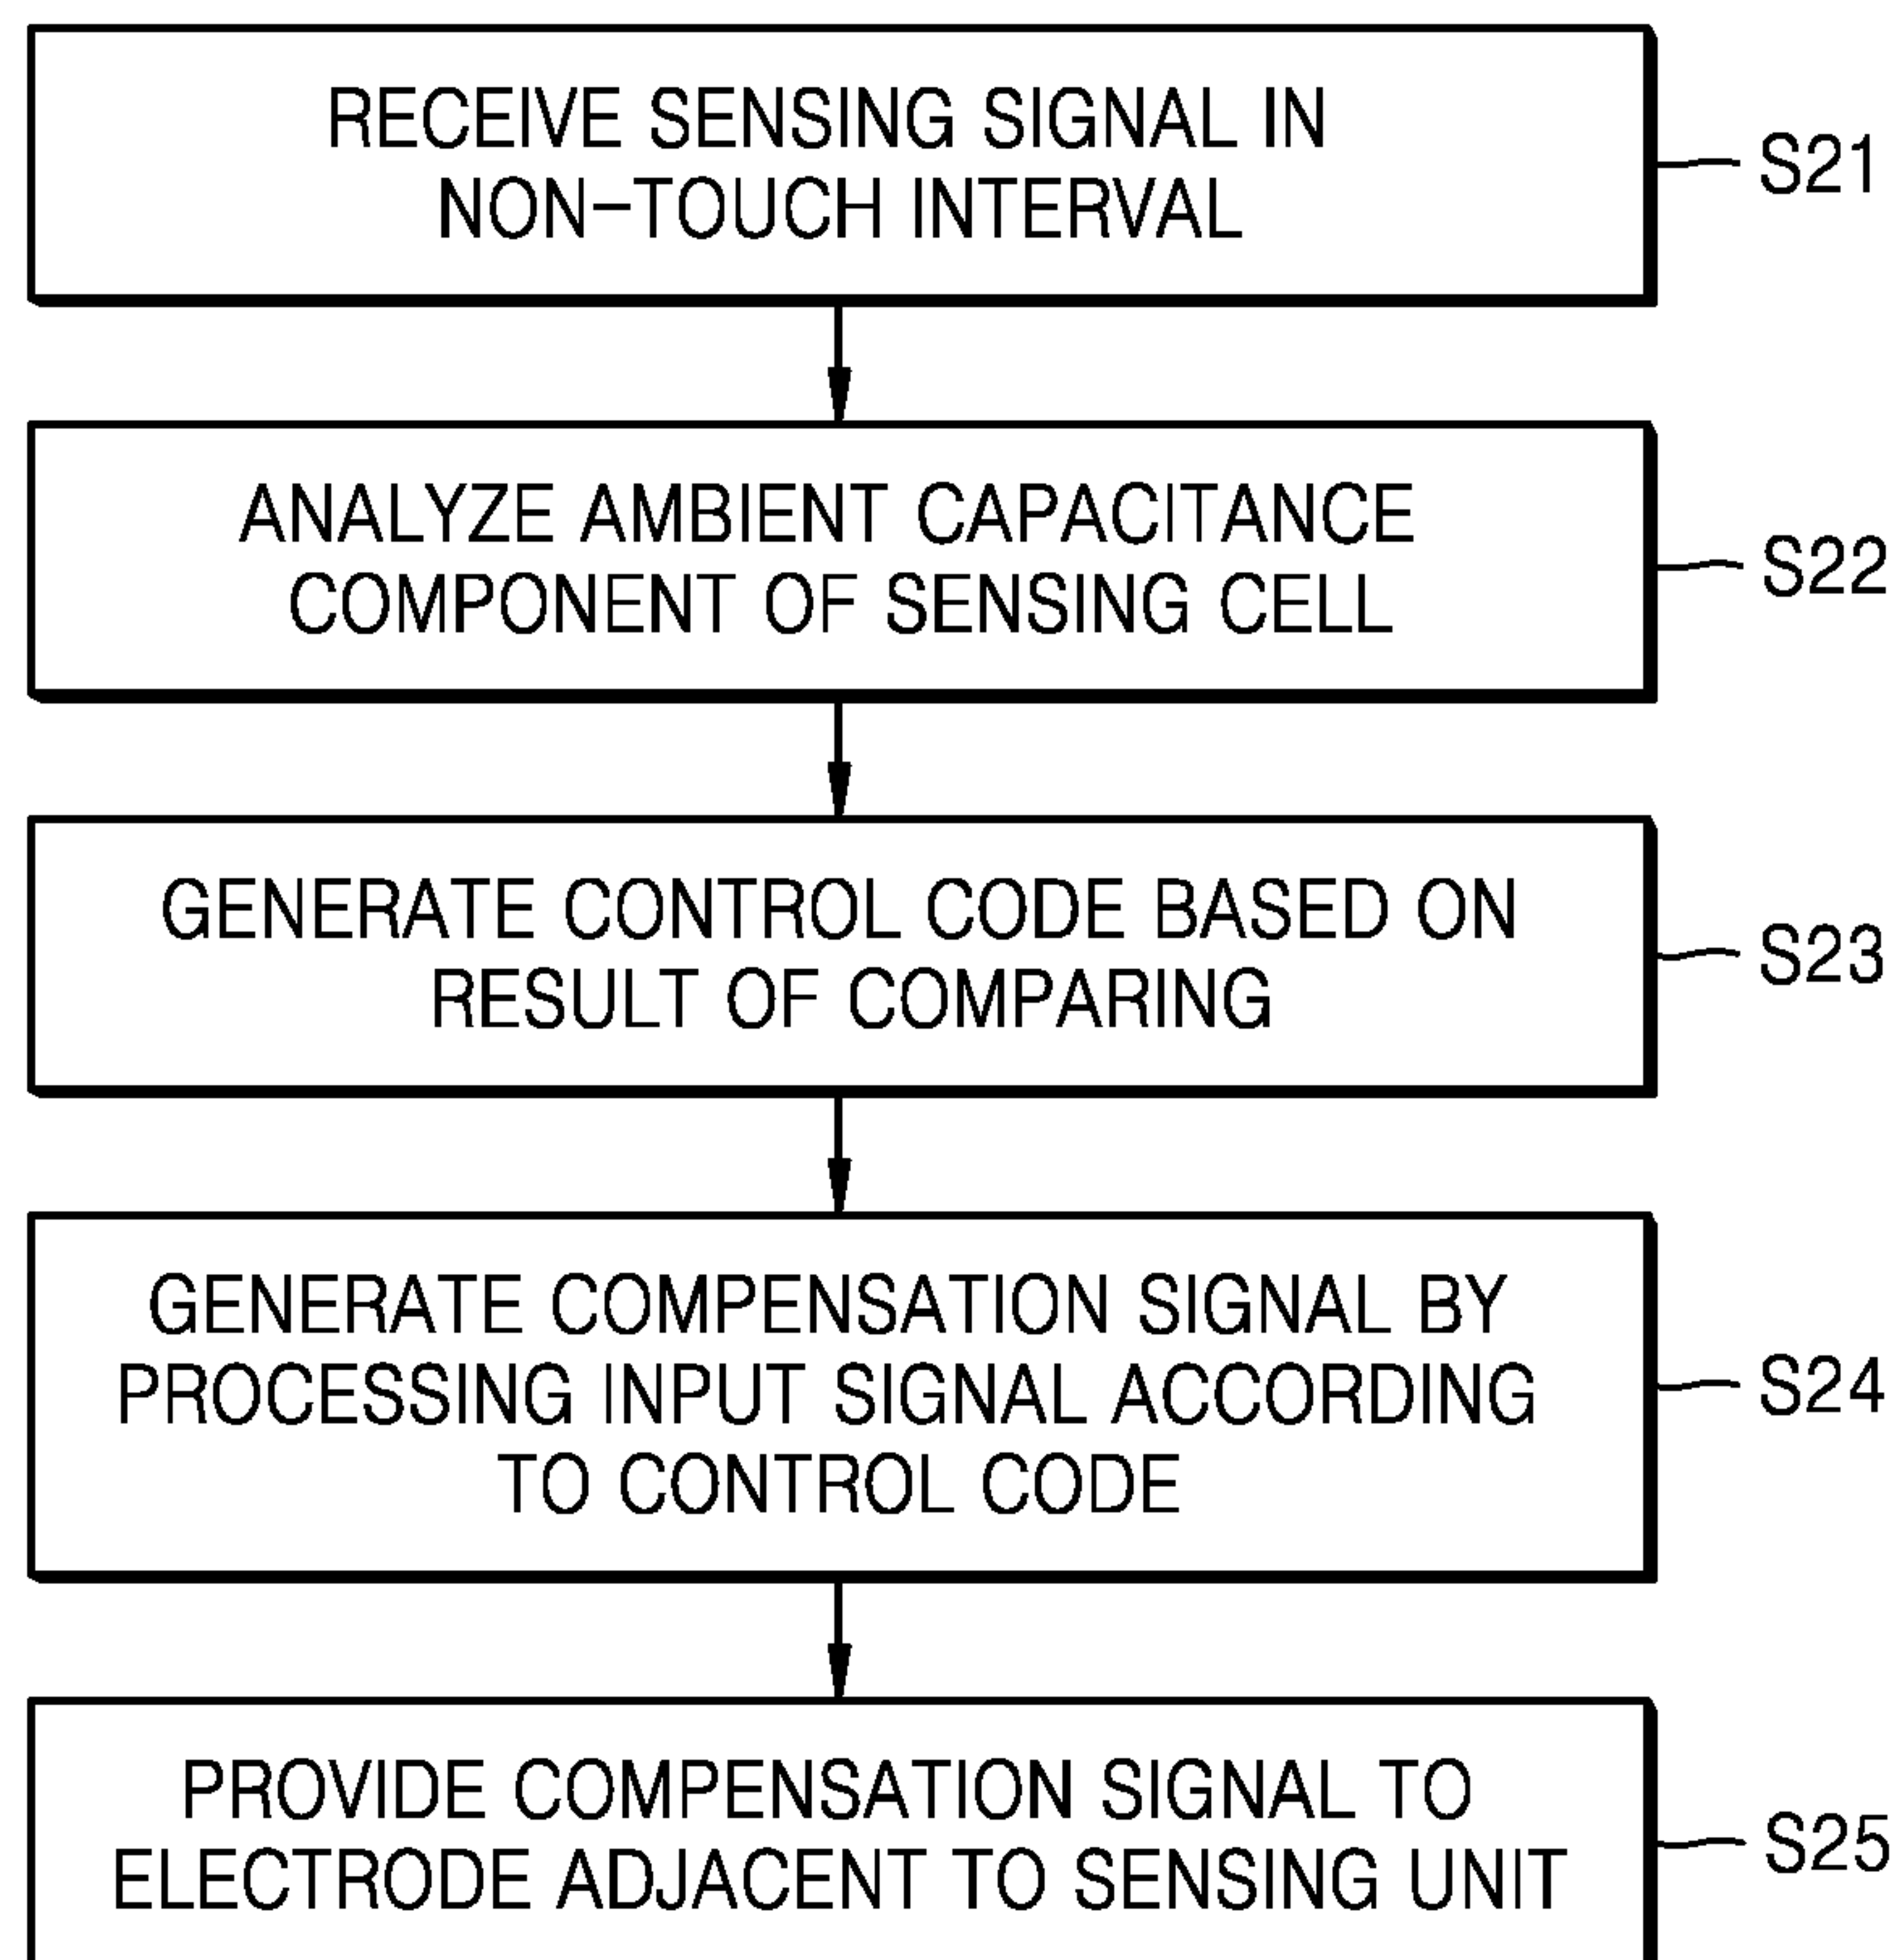 RECEIVE SENSING SIGNAL IN
NON-TOUCH INTERVAL
S21
ANALYZE AMBIENT CAPACITANCE
COMPONENT OF SENSING CELL
S22
GENERATE CONTROL CODE BASED ON
RESULT OF COMPARING
S23
GENERATE COMPENSATION SIGNAL BY
PROCESSING INPUT SIGNAL ACCORDING
TO CONTROL CODE
S24
PROVIDE COMPENSATION SIGNAL TO
ELECTRODE ADJACENT TO SENSING UNIT
S25